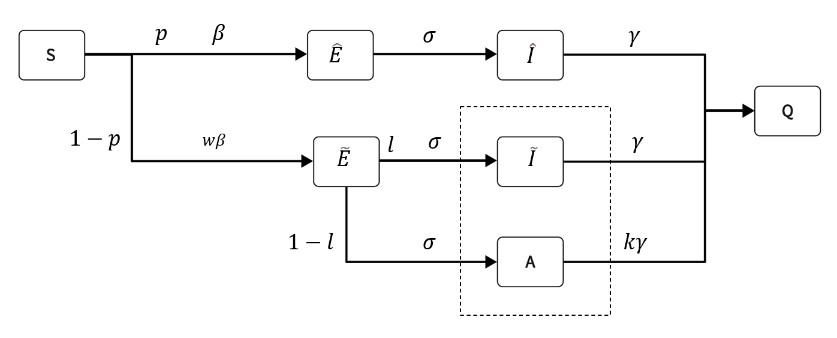 p β σ γ
S Ê Î
Q
1 − p wβ l σ γ
Ẽ Ĩ
1 − l σ kγ
A